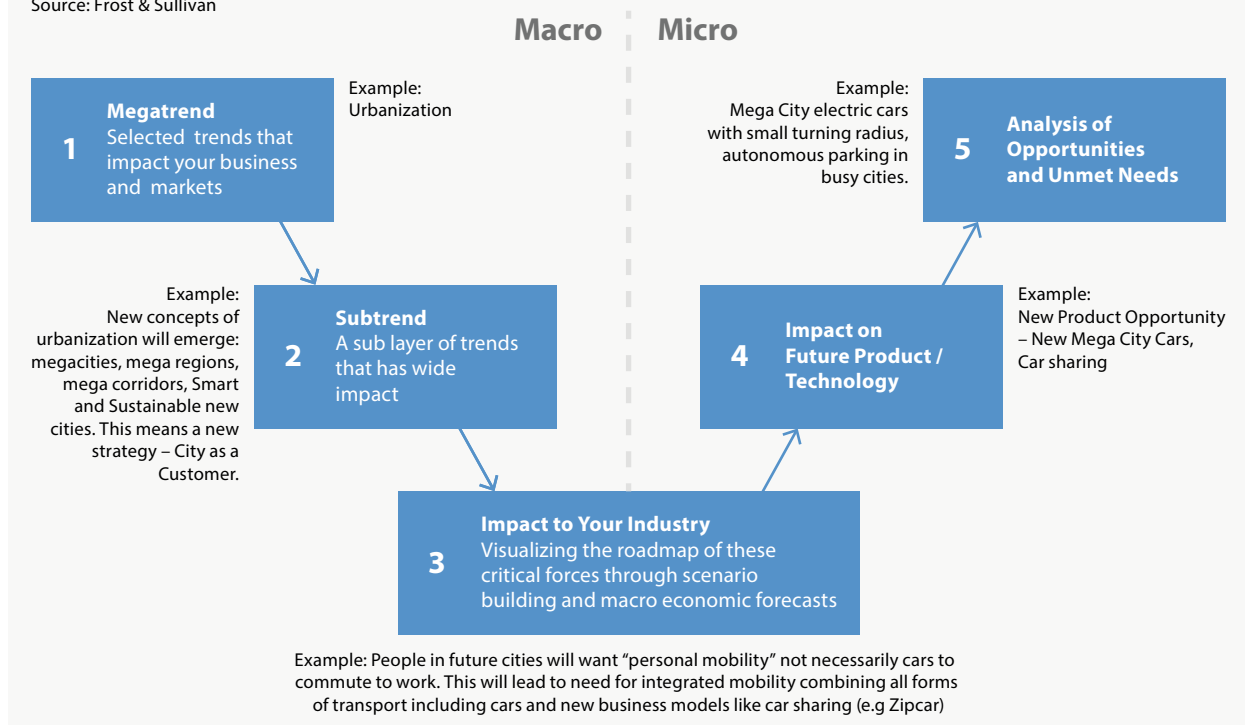 Source: Frost & Sullivan
Macro
Micro
1
Megatrend
Selected trends that
impact your business
and markets
Example:
Urbanization
Example:
New concepts of
urbanization will emerge:
megacities, mega regions,
mega corridors, Smart
and Sustainable new
cities. This means a new
strategy – City as a
Customer.
2
Subtrend
A sub layer of trends
that has wide
impact
3
Impact to Your Industry
Visualizing the roadmap of these
critical forces through scenario
building and macro economic forecasts
Example: People in future cities will want “personal mobility” not necessarily cars to
commute to work. This will lead to need for integrated mobility combining all forms
of transport including cars and new business models like car sharing (e.g Zipcar)
4
Impact on
Future Product /
Technology
Example:
New Product Opportunity
– New Mega City Cars,
Car sharing
Example:
Mega City electric cars
with small turning radius,
autonomous parking in
busy cities.
5
Analysis of
Opportunities
and Unmet Needs